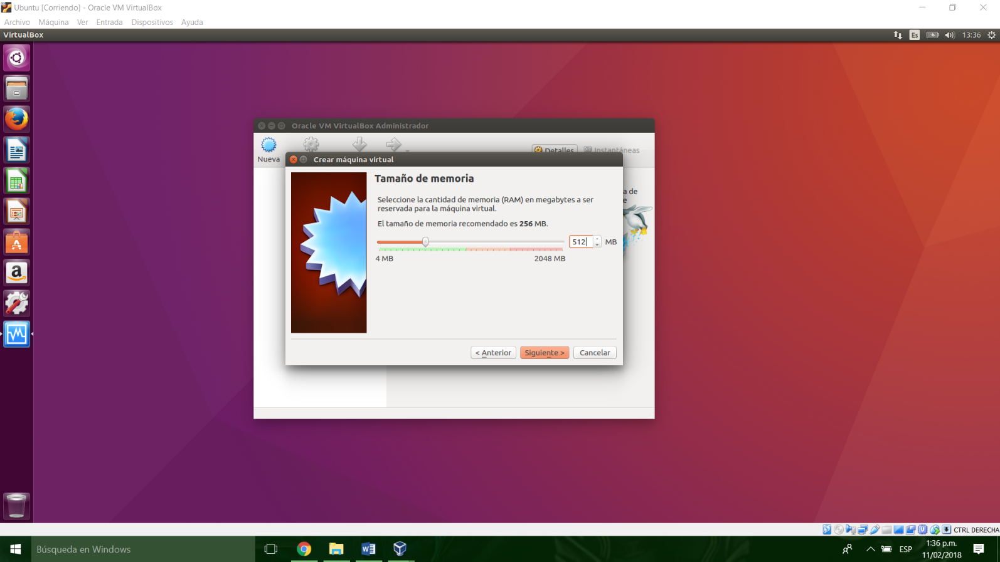 Ubuntu [Corriendo] - Oracle VM VirtualBox
Archivo Máquina Ver Entrada Dispositivos Ayuda
VirtualBox
Es
13:36
Oracle VM VirtualBox Administrador
Nueva
Detalles
Instantáneas
Crear máquina virtual
Tamaño de memoria
Seleccione la cantidad de memoria (RAM) en megabytes a ser
reservada para la máquina virtual.
El tamaño de memoria recomendado es 256 MB.
512 MB
4 MB 2048 MB
a de
e
< Anterior Siguiente > Cancelar
CTRL DERECHA
Búsqueda en Windows
ESP
1:36 p.m.
11/02/2018